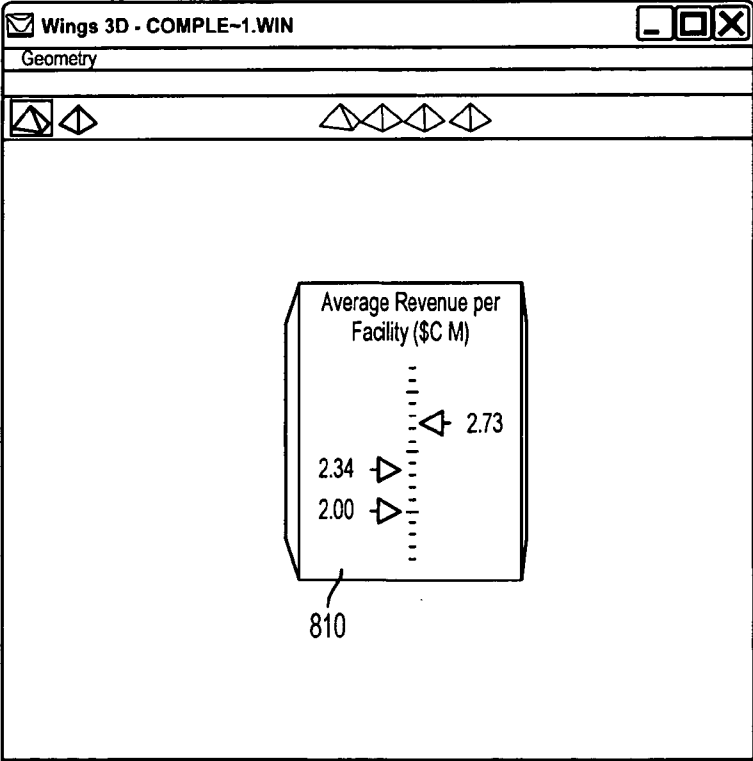 Wings 3D - COMPLE~1.WIN
Geometry
Average Revenue per
Facility ($C M)
2.73
2.34
2.00
810